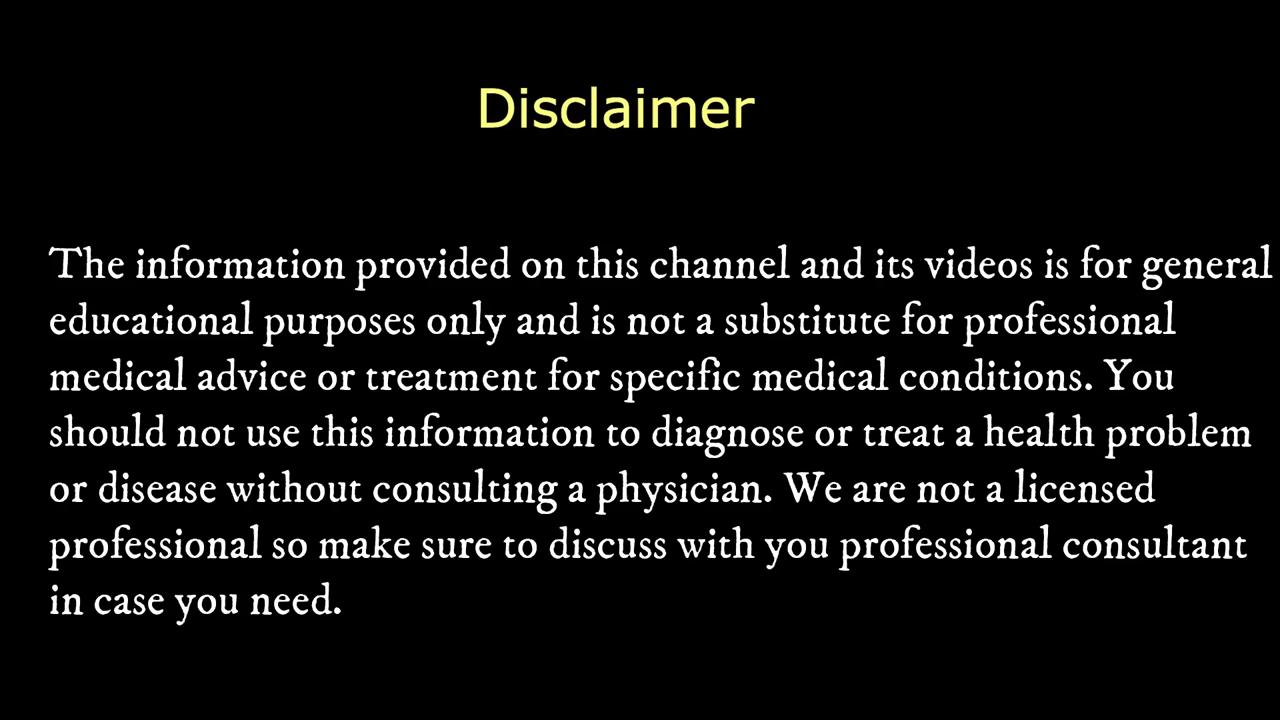 Disclaimer
The information provided on this channel and its videos is for general
educational purposes only and is not a substitute for professional
medical advice or treatment for specific medical conditions. You
should not use this information to diagnose or treat a health problem
or disease without consulting a physician. We are not a licensed
professional so make sure to discuss with you professional consultant
in case you need.